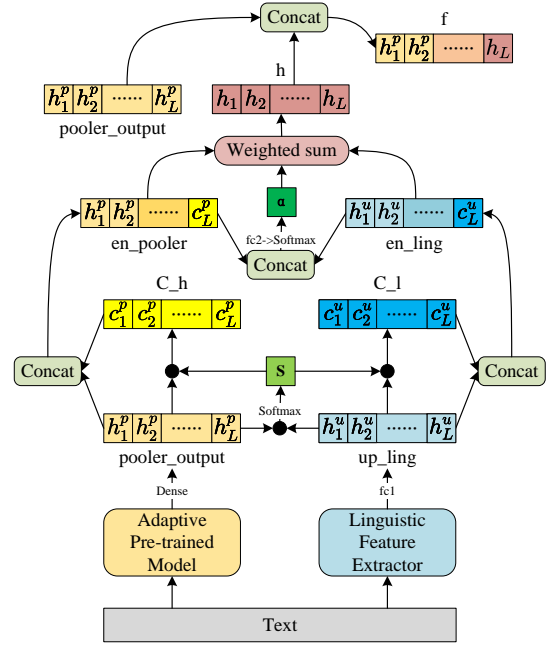 Concat
f
h_1^p h_2^p ...... h_L
h
h_1^p h_2^p ...... h_L^p
h_1 h_2 ...... h_L
pooler_output
Weighted sum
α
h_1^p h_2^p ...... c_L^p
h_1^u h_2^u ...... c_L^u
fc2->Softmax
en_pooler
Concat
en_ling
C_h
C_l
c_1^p c_2^p ...... c_L^p
c_1^u c_2^u ...... c_L^u
Concat
S
Concat
Softmax
h_1^p h_2^p ...... h_L^p
h_1^u h_2^u ...... h_L^u
pooler_output
up_ling
Dense
fc1
Adaptive
Pre-trained
Model
Linguistic
Feature
Extractor
Text